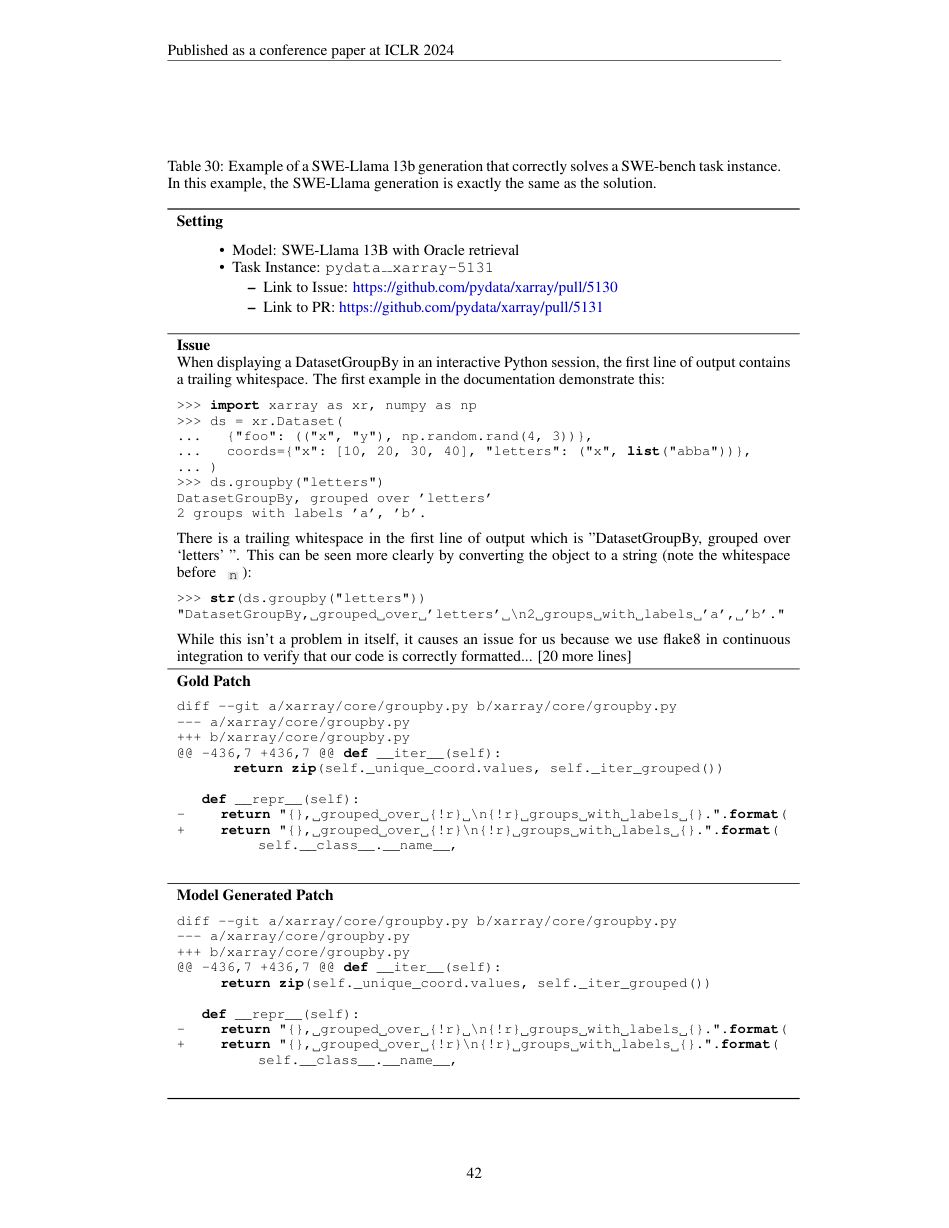 Published as a conference paper at ICLR 2024
Table 30: Example of a SWE-Llama 13b generation that correctly solves a SWE-bench task instance.
In this example, the SWE-Llama generation is exactly the same as the solution.
Setting
• Model: SWE-Llama 13B with Oracle retrieval
• Task Instance: pydata__xarray-5131
– Link to Issue: https://github.com/pydata/xarray/pull/5130
– Link to PR: https://github.com/pydata/xarray/pull/5131
Issue
When displaying a DatasetGroupBy in an interactive Python session, the first line of output contains
a trailing whitespace. The first example in the documentation demonstrate this:
>>> import xarray as xr, numpy as np
>>> ds = xr.Dataset(
...   {"foo": (("x", "y"), np.random.rand(4, 3))},
...   coords={"x": [10, 20, 30, 40], "letters": ("x", list("abba"))},
... )
>>> ds.groupby("letters")
DatasetGroupBy, grouped over ’letters’
2 groups with labels ’a’, ’b’.
There is a trailing whitespace in the first line of output which is ”DatasetGroupBy, grouped over
‘letters’ ”. This can be seen more clearly by converting the object to a string (note the whitespace
before n ):
>>> str(ds.groupby("letters"))
"DatasetGroupBy,␣grouped␣over␣’letters’␣\n2␣groups␣with␣labels␣’a’,␣’b’."
While this isn’t a problem in itself, it causes an issue for us because we use flake8 in continuous
integration to verify that our code is correctly formatted... [20 more lines]
Gold Patch
diff --git a/xarray/core/groupby.py b/xarray/core/groupby.py
--- a/xarray/core/groupby.py
+++ b/xarray/core/groupby.py
@@ -436,7 +436,7 @@ def __iter__(self):
return zip(self._unique_coord.values, self._iter_grouped())
def __repr__(self):
-    return "{},␣grouped␣over␣{!r}␣\n{!r}␣groups␣with␣labels␣{}.".format(
+    return "{},␣grouped␣over␣{!r}\n{!r}␣groups␣with␣labels␣{}.".format(
self.__class__.__name__,
Model Generated Patch
diff --git a/xarray/core/groupby.py b/xarray/core/groupby.py
--- a/xarray/core/groupby.py
+++ b/xarray/core/groupby.py
@@ -436,7 +436,7 @@ def __iter__(self):
return zip(self._unique_coord.values, self._iter_grouped())
def __repr__(self):
-    return "{},␣grouped␣over␣{!r}␣\n{!r}␣groups␣with␣labels␣{}.".format(
+    return "{},␣grouped␣over␣{!r}\n{!r}␣groups␣with␣labels␣{}.".format(
self.__class__.__name__,
42